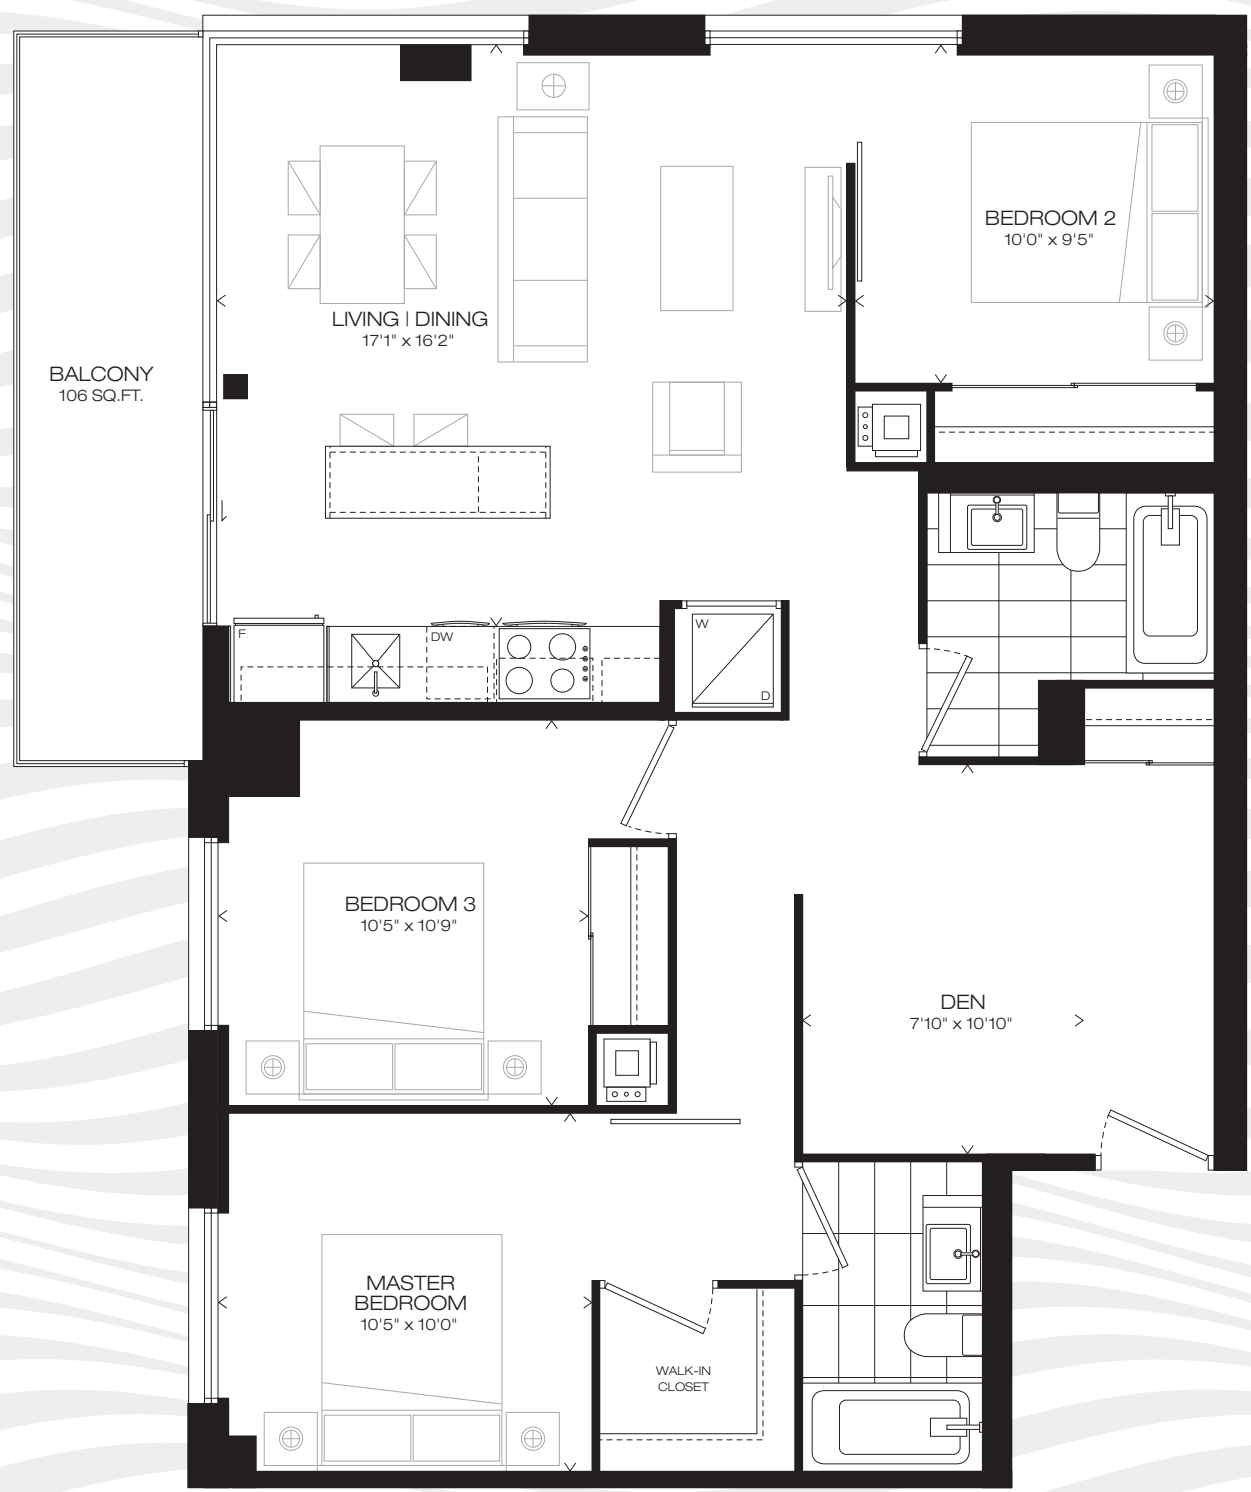 BEDROOM 2
10'0" x 9'5"
LIVING | DINING
17'1" x 16'2"
BALCONY
106 SQ.FT.
F
DW
W
D
BEDROOM 3
10'5" x 10'9"
DEN
7'10" x 10'10"
MASTER
BEDROOM
10'5" x 10'0"
WALK-IN
CLOSET